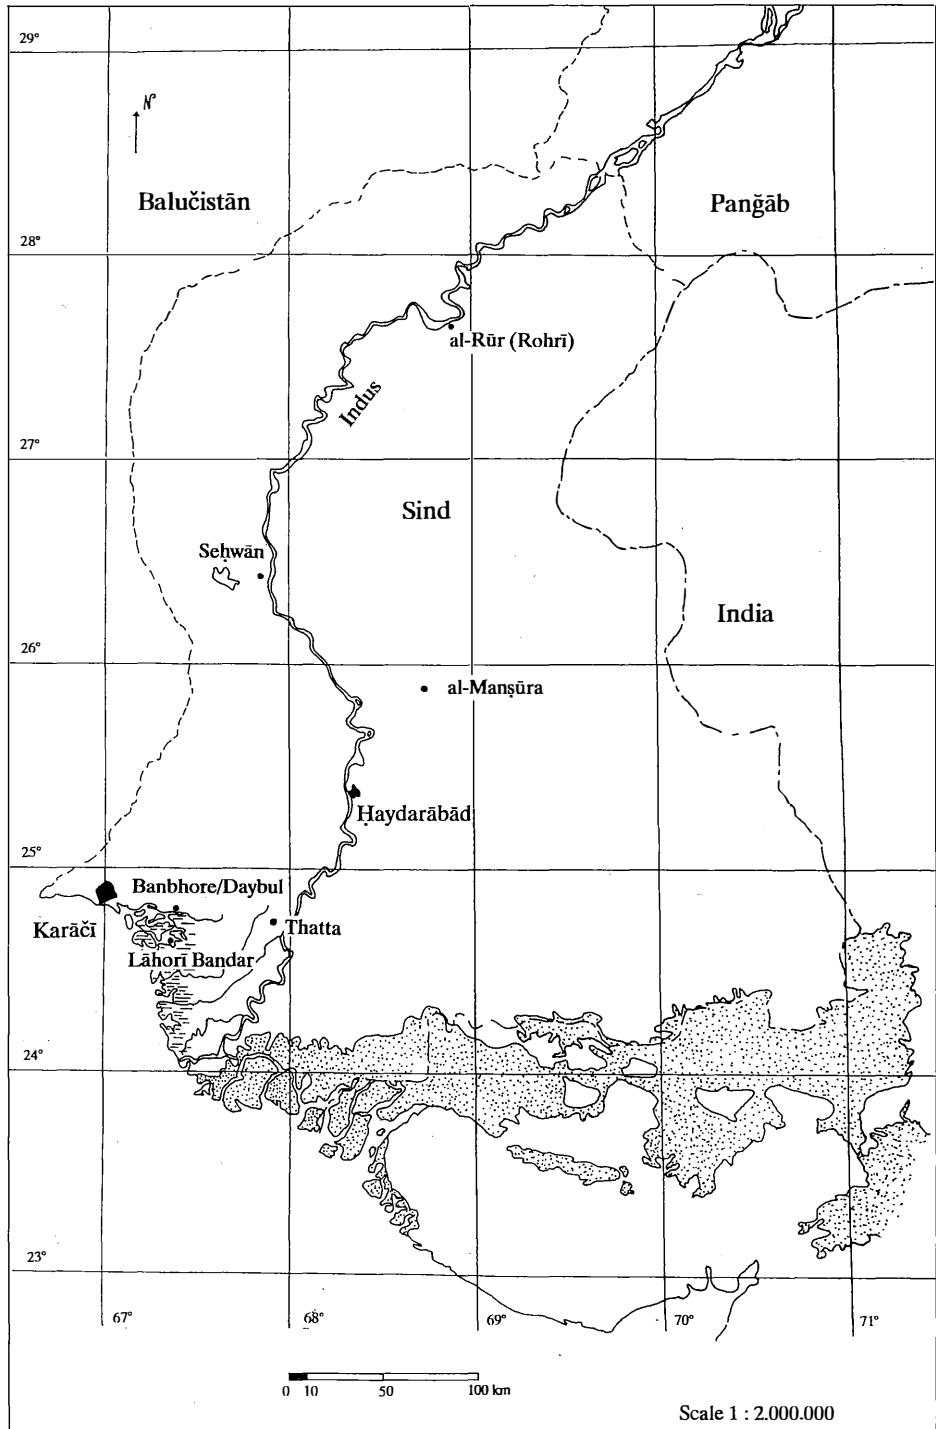 29°
N
Balučistān
Panǧāb
28°
al-Rūr (Rohrī)
Indus
27°
Sind
Sehwān
India
26°
al-Manṣūra
Ḥaydarābād
25°
Banbhore/Daybul
Karāčī
Thatta
Lāhorī Bandar
24°
23°
67°
68°
69°
70°
71°
0 10 50 100 km
Scale 1 : 2.000.000